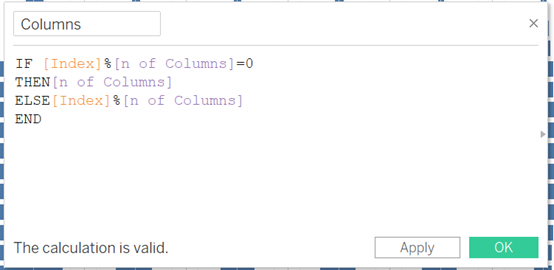 Columns
IF [Index]%[n of Columns]=0
THEN[n of Columns]
ELSE[Index]%[n of Columns]
END
The calculation is valid.
Apply
OK